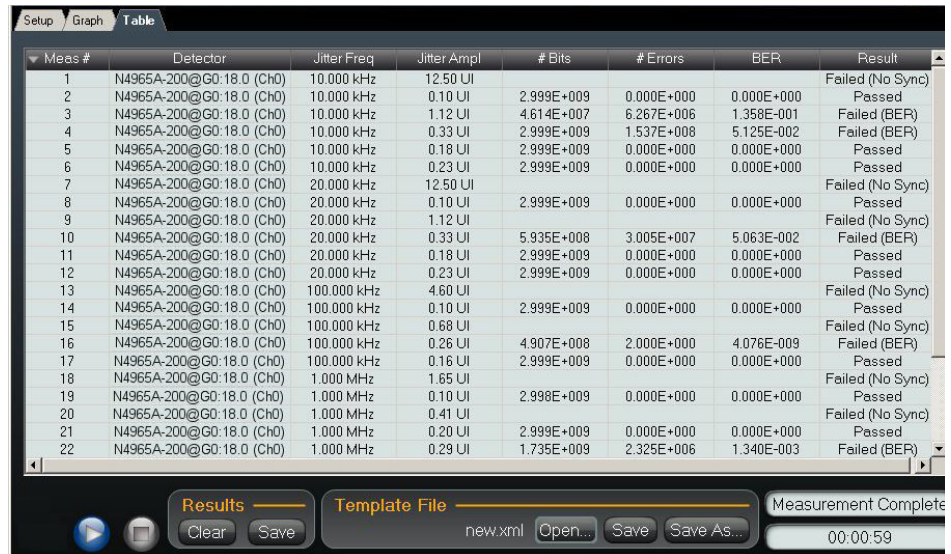 Setup Graph Table
Meas # Detector Jitter Freq Jitter Ampl # Bits # Errors BER Result
1 N4965A-200@G0:18.0 (Ch0) 10.000 kHz 12.50 UI Failed (No Sync)
2 N4965A-200@G0:18.0 (Ch0) 10.000 kHz 0.10 UI 2.999E+009 0.000E+000 0.000E+000 Passed
3 N4965A-200@G0:18.0 (Ch0) 10.000 kHz 1.12 UI 4.614E+007 6.267E+006 1.358E-001 Failed (BER)
4 N4965A-200@G0:18.0 (Ch0) 10.000 kHz 0.33 UI 2.999E+009 1.537E+008 5.125E-002 Failed (BER)
5 N4965A-200@G0:18.0 (Ch0) 10.000 kHz 0.18 UI 2.999E+009 0.000E+000 0.000E+000 Passed
6 N4965A-200@G0:18.0 (Ch0) 10.000 kHz 0.23 UI 2.999E+009 0.000E+000 0.000E+000 Passed
7 N4965A-200@G0:18.0 (Ch0) 20.000 kHz 12.50 UI Failed (No Sync)
8 N4965A-200@G0:18.0 (Ch0) 20.000 kHz 0.10 UI 2.999E+009 0.000E+000 0.000E+000 Passed
9 N4965A-200@G0:18.0 (Ch0) 20.000 kHz 1.12 UI Failed (No Sync)
10 N4965A-200@G0:18.0 (Ch0) 20.000 kHz 0.33 UI 5.935E+008 3.005E+007 5.063E-002 Failed (BER)
11 N4965A-200@G0:18.0 (Ch0) 20.000 kHz 0.18 UI 2.999E+009 0.000E+000 0.000E+000 Passed
12 N4965A-200@G0:18.0 (Ch0) 20.000 kHz 0.23 UI 2.999E+009 0.000E+000 0.000E+000 Passed
13 N4965A-200@G0:18.0 (Ch0) 100.000 kHz 4.60 UI Failed (No Sync)
14 N4965A-200@G0:18.0 (Ch0) 100.000 kHz 0.10 UI 2.999E+009 0.000E+000 0.000E+000 Passed
15 N4965A-200@G0:18.0 (Ch0) 100.000 kHz 0.68 UI Failed (No Sync)
16 N4965A-200@G0:18.0 (Ch0) 100.000 kHz 0.26 UI 4.907E+008 2.000E+000 4.076E-009 Failed (BER)
17 N4965A-200@G0:18.0 (Ch0) 100.000 kHz 0.16 UI 2.999E+009 0.000E+000 0.000E+000 Passed
18 N4965A-200@G0:18.0 (Ch0) 1.000 MHz 1.65 UI Failed (No Sync)
19 N4965A-200@G0:18.0 (Ch0) 1.000 MHz 0.10 UI 2.998E+009 0.000E+000 0.000E+000 Passed
20 N4965A-200@G0:18.0 (Ch0) 1.000 MHz 0.41 UI Failed (No Sync)
21 N4965A-200@G0:18.0 (Ch0) 1.000 MHz 0.20 UI 2.999E+009 0.000E+000 0.000E+000 Passed
22 N4965A-200@G0:18.0 (Ch0) 1.000 MHz 0.29 UI 1.735E+009 2.325E+006 1.340E-003 Failed (BER)
Results Template File Measurement Complete
Clear Save new.xml Open... Save Save As...
00:00:59